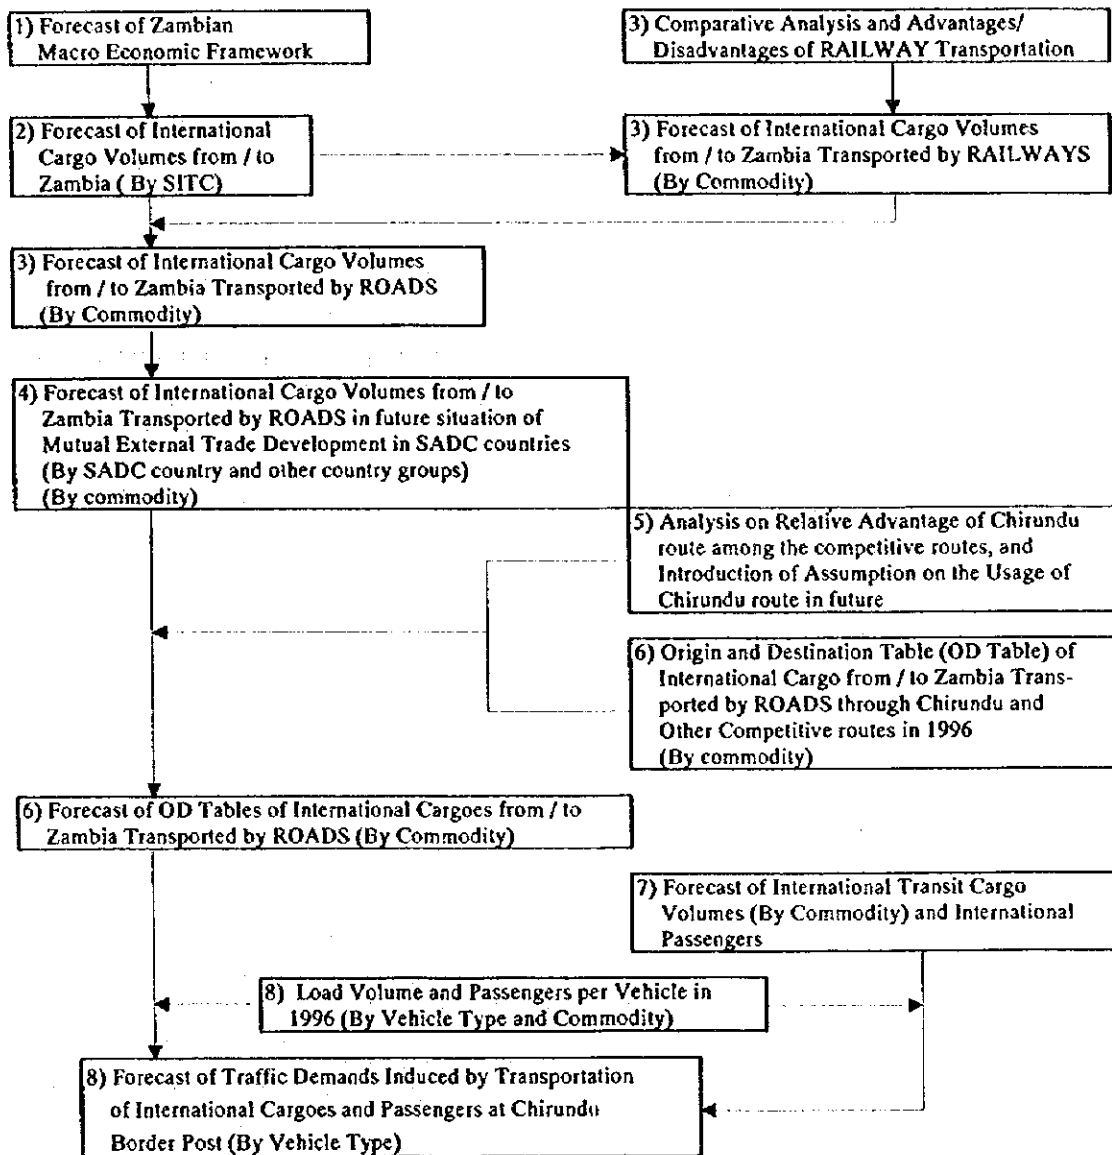 1) Forecast of Zambian
Macro Economic Framework
3) Comparative Analysis and Advantages/
Disadvantages of RAILWAY Transportation
2) Forecast of International
Cargo Volumes from / to
Zambia ( By SITC)
3) Forecast of International Cargo Volumes
from / to Zambia Transported by RAILWAYS
(By Commodity)
3) Forecast of International Cargo Volumes
from / to Zambia Transported by ROADS
(By Commodity)
4) Forecast of International Cargo Volumes from / to
Zambia Transported by ROADS in future situation of
Mutual External Trade Development in SADC countries
(By SADC country and other country groups)
(By commodity)
5) Analysis on Relative Advantage of Chirundu
route among the competitive routes, and
Introduction of Assumption on the Usage of
Chirundu route in future
6) Origin and Destination Table (OD Table) of
International Cargo from / to Zambia Trans-
ported by ROADS through Chirundu and
Other Competitive routes in 1996
(By commodity)
6) Forecast of OD Tables of International Cargoes from / to
Zambia Transported by ROADS (By Commodity)
7) Forecast of International Transit Cargo
Volumes (By Commodity) and International
Passengers
8) Load Volume and Passengers per Vehicle in
1996 (By Vehicle Type and Commodity)
8) Forecast of Traffic Demands Induced by Transportation
of International Cargoes and Passengers at Chirundu
Border Post (By Vehicle Type)